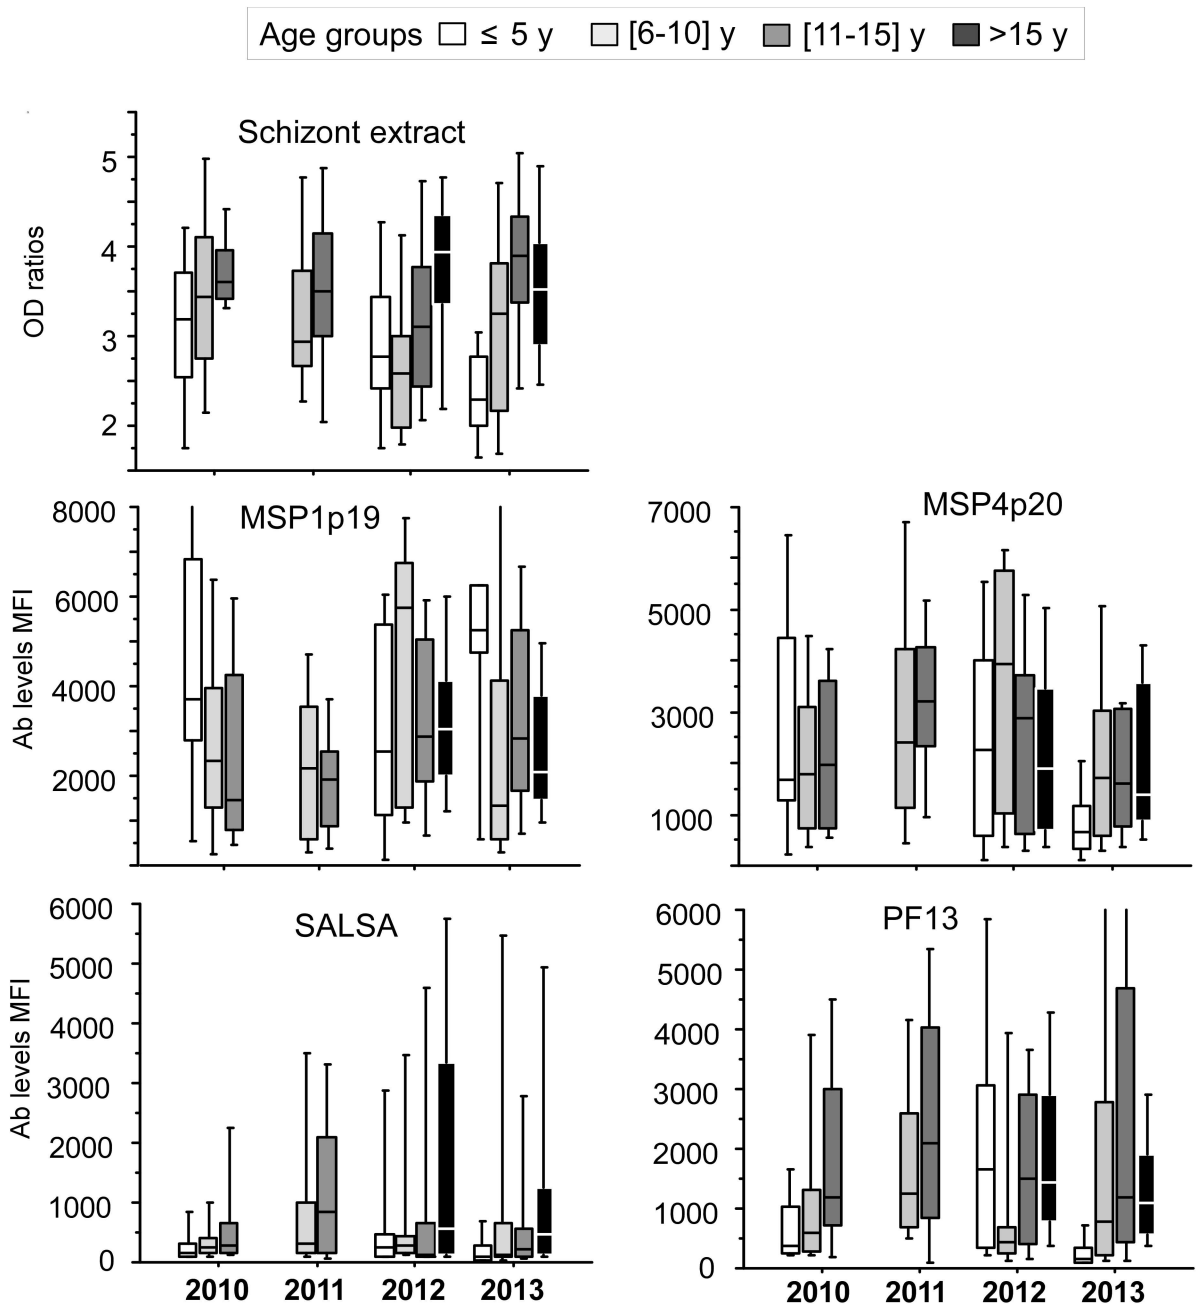 Age groups ≤ 5 y [6-10] y [11-15] y >15 y
Schizont extract
OD ratios
5
4
3
2
MSP1p19
Ab levels MFI
8000
6000
4000
2000
MSP4p20
7000
5000
3000
1000
SALSA
Ab levels MFI
6000
5000
4000
3000
2000
1000
0
2010 2011 2012 2013
PF13
6000
5000
4000
3000
2000
1000
0
2010 2011 2012 2013